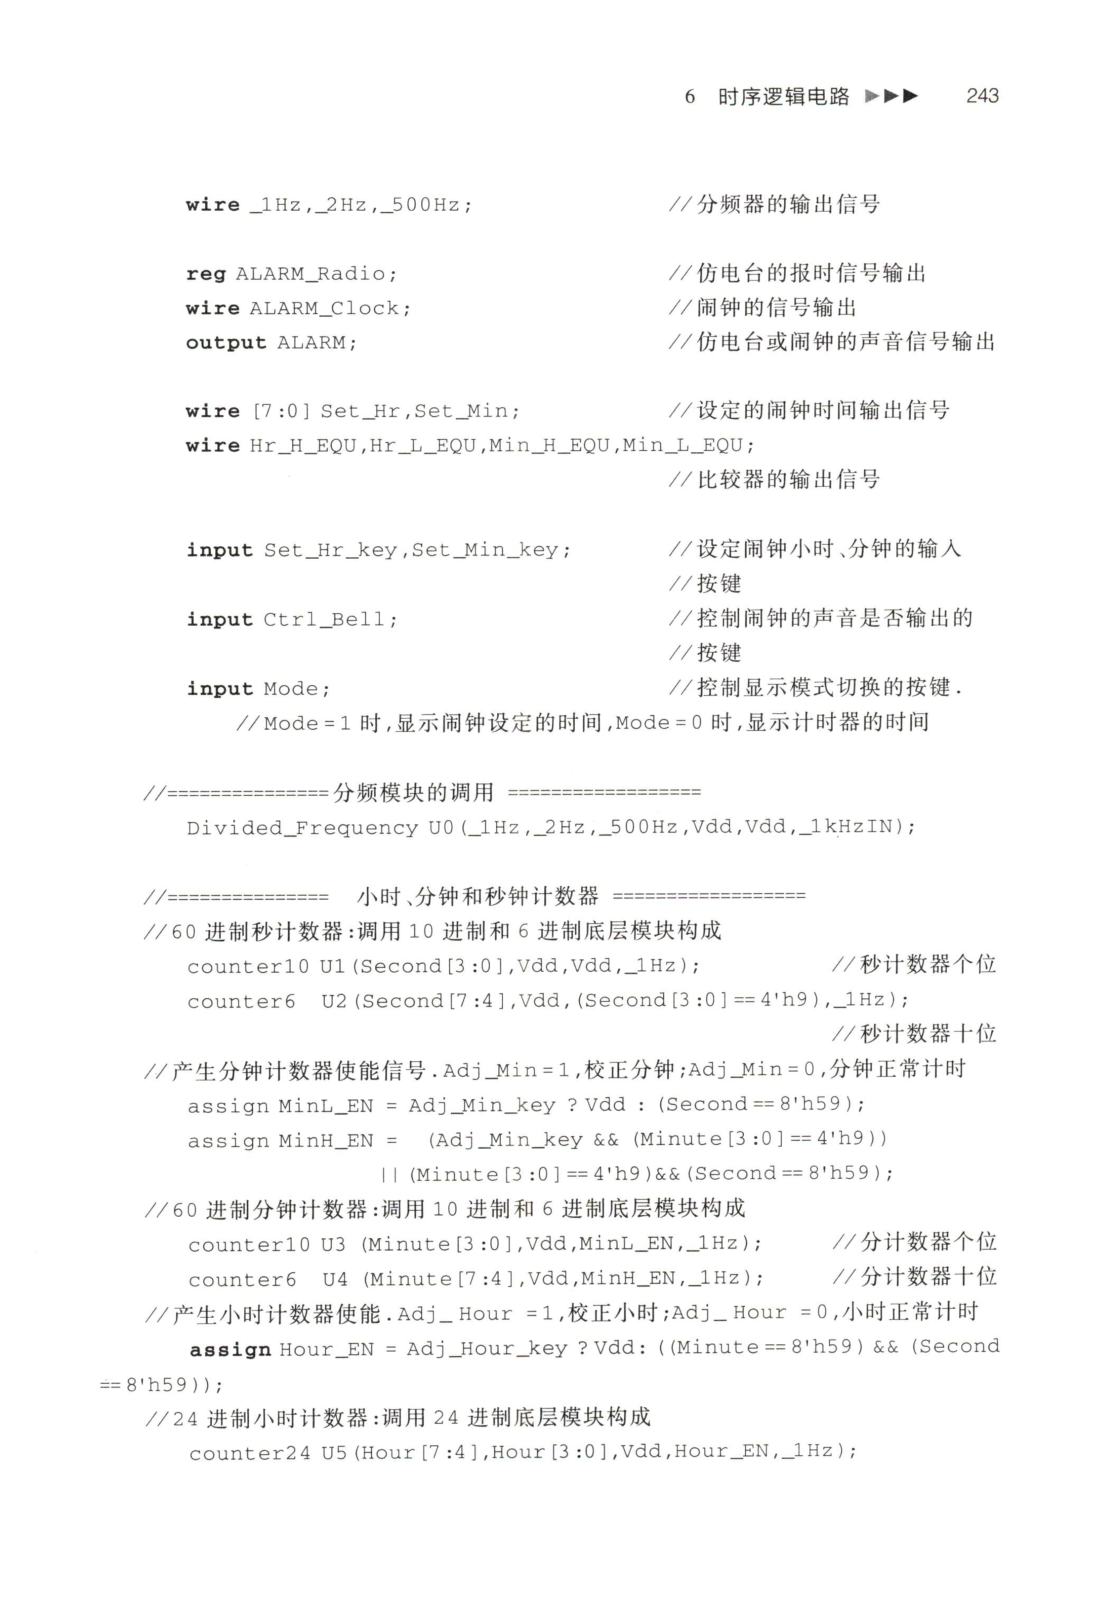 6 时序逻辑电路 ▶▶▶ 243
wire _1Hz,_2Hz,_500Hz; //分频器的输出信号
reg ALARM_Radio; //仿电台的报时信号输出
wire ALARM_Clock; //闹钟的信号输出
output ALARM; //仿电台或闹钟的声音信号输出
wire [7:0] Set_Hr,Set_Min; //设定的闹钟时间输出信号
wire Hr_H_EQU,Hr_L_EQU,Min_H_EQU,Min_L_EQU;
//比较器的输出信号
input Set_Hr_key,Set_Min_key; //设定闹钟小时、分钟的输入
//按键
input Ctrl_Bell; //控制闹钟的声音是否输出的
//按键
input Mode; //控制显示模式切换的按键.
//Mode=1 时,显示闹钟设定的时间,Mode=0 时,显示计时器的时间
//===============分频模块的调用 ==================
Divided_Frequency U0(_1Hz,_2Hz,_500Hz,Vdd,Vdd,_1kHzIN);
//=============== 小时、分钟和秒钟计数器 ==================
//60 进制秒计数器:调用 10 进制和 6 进制底层模块构成
counter10 U1(Second[3:0],Vdd,Vdd,_1Hz); //秒计数器个位
counter6 U2(Second[7:4],Vdd,(Second[3:0]==4'h9),_1Hz);
//秒计数器十位
//产生分钟计数器使能信号.Adj_Min=1,校正分钟;Adj_Min=0,分钟正常计时
assign MinL_EN = Adj_Min_key ?Vdd : (Second==8'h59);
assign MinH_EN = (Adj_Min_key && (Minute[3:0]==4'h9))
||(Minute[3:0]==4'h9)&&(Second==8'h59);
//60 进制分钟计数器:调用 10 进制和 6 进制底层模块构成
counter10 U3 (Minute[3:0],Vdd,MinL_EN,_1Hz); //分计数器个位
counter6 U4 (Minute[7:4],Vdd,MinH_EN,_1Hz); //分计数器十位
//产生小时计数器使能.Adj_Hour =1,校正小时;Adj_Hour =0,小时正常计时
assign Hour_EN = Adj_Hour_key ?Vdd: ((Minute==8'h59) && (Second
==8'h59));
//24 进制小时计数器:调用 24 进制底层模块构成
counter24 U5(Hour[7:4],Hour[3:0],Vdd,Hour_EN,_1Hz);